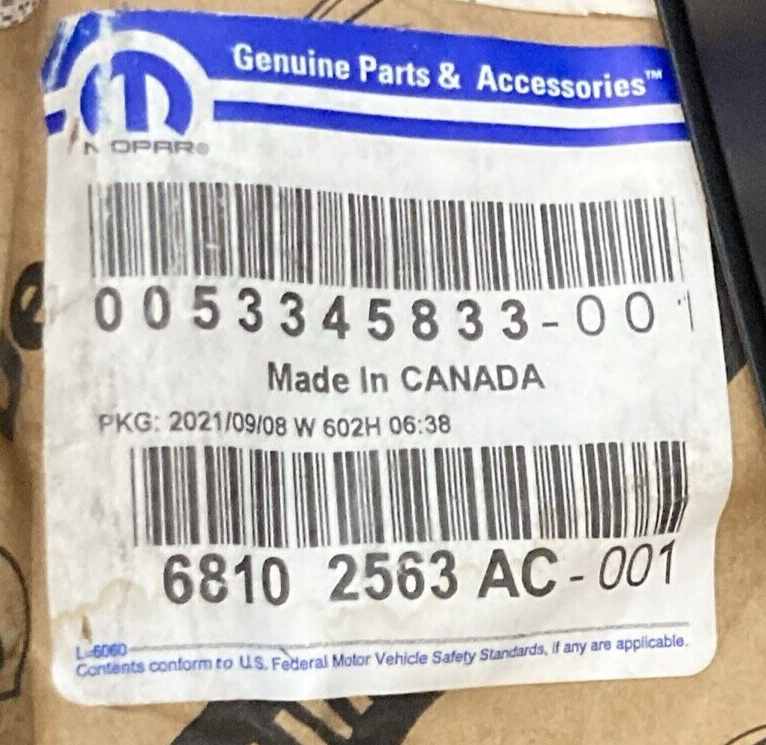 Genuine Parts & Accessories™
MOPAR®
0053345833-001
Made In CANADA
PKG: 2021/09/08 W 602H 06:38
6810 2563 AC-001
L-6060
Contents conform to U.S. Federal Motor Vehicle Safety Standards, if any are applicable.